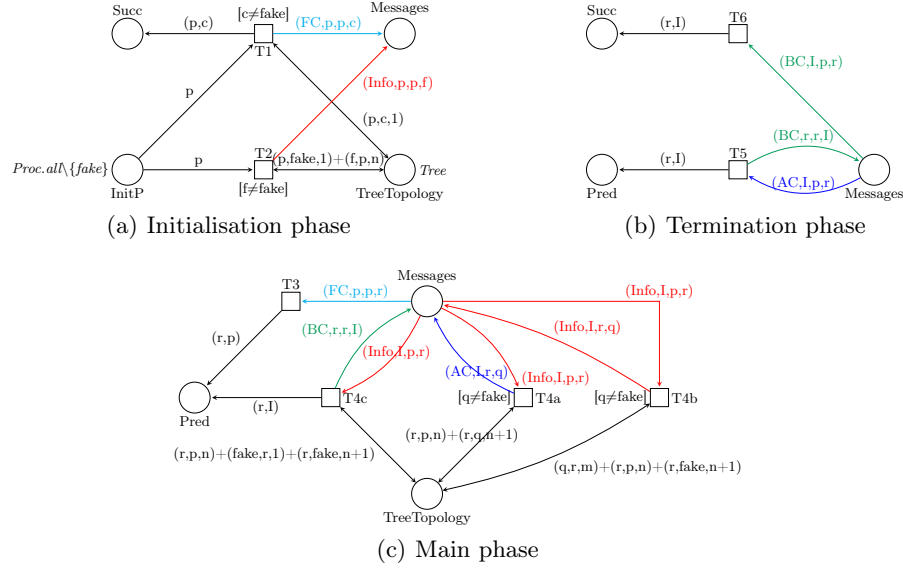 Succ
[c≠fake]
Messages
(p,c)
(FC,p,p,c)
T1
p
(Info,p,p,f)
(p,c,1)
Proc.all\{fake}
p
T2
(p,fake,1)+(f,p,n)
Tree
InitP
[f≠fake]
TreeTopology
(a) Initialisation phase
Succ
T6
(r,I)
(BC,I,p,r)
(BC,r,r,I)
(r,I)
T5
(AC,I,p,r)
Pred
Messages
(b) Termination phase
Messages
T3
(FC,p,p,r)
(Info,I,p,r)
(BC,r,r,I)
(Info,I,r,q)
(r,p)
(Info,I,p,r)
(AC,I,r,q)
(Info,I,p,r)
[q≠fake]
[q≠fake]
T4c
T4a
T4b
(r,I)
Pred
(r,p,n)+(r,q,n+1)
(r,p,n)+(fake,r,1)+(r,fake,n+1)
(q,r,m)+(r,p,n)+(r,fake,n+1)
TreeTopology
(c) Main phase